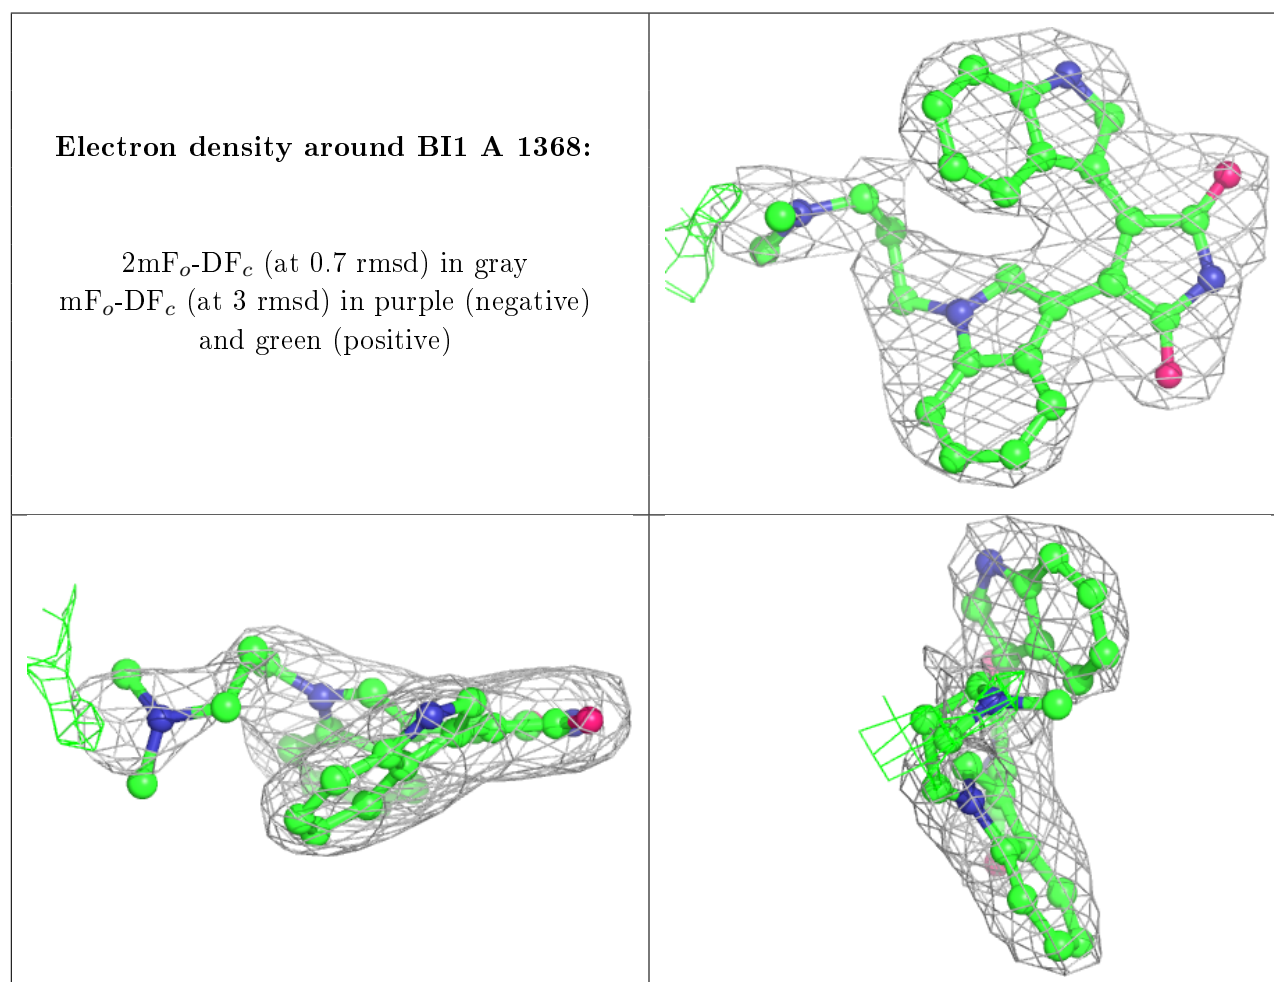 Electron density around BI1 A 1368:
2mFo-DFc (at 0.7 rmsd) in gray
mFo-DFc (at 3 rmsd) in purple (negative)
and green (positive)